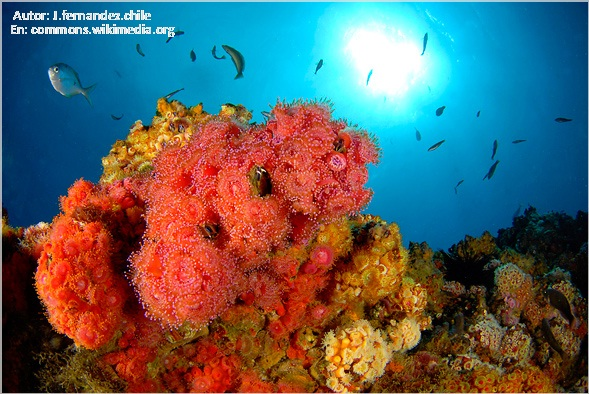 Autor: J.fernandez.chile
En: commons.wikimedia.org